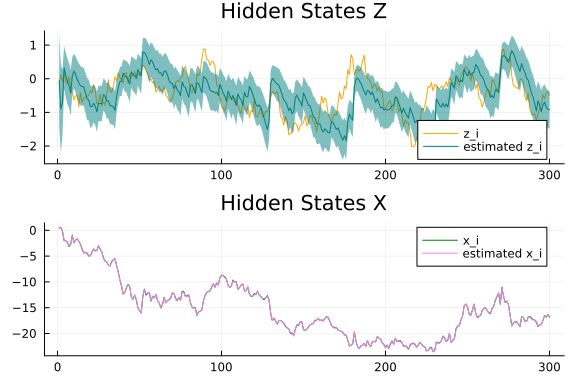 Hidden States Z
1
0
−1
−2
z_i
estimated z_i
0
100
200
300
Hidden States X
0
−5
−10
−15
−20
x_i
estimated x_i
0
100
200
300